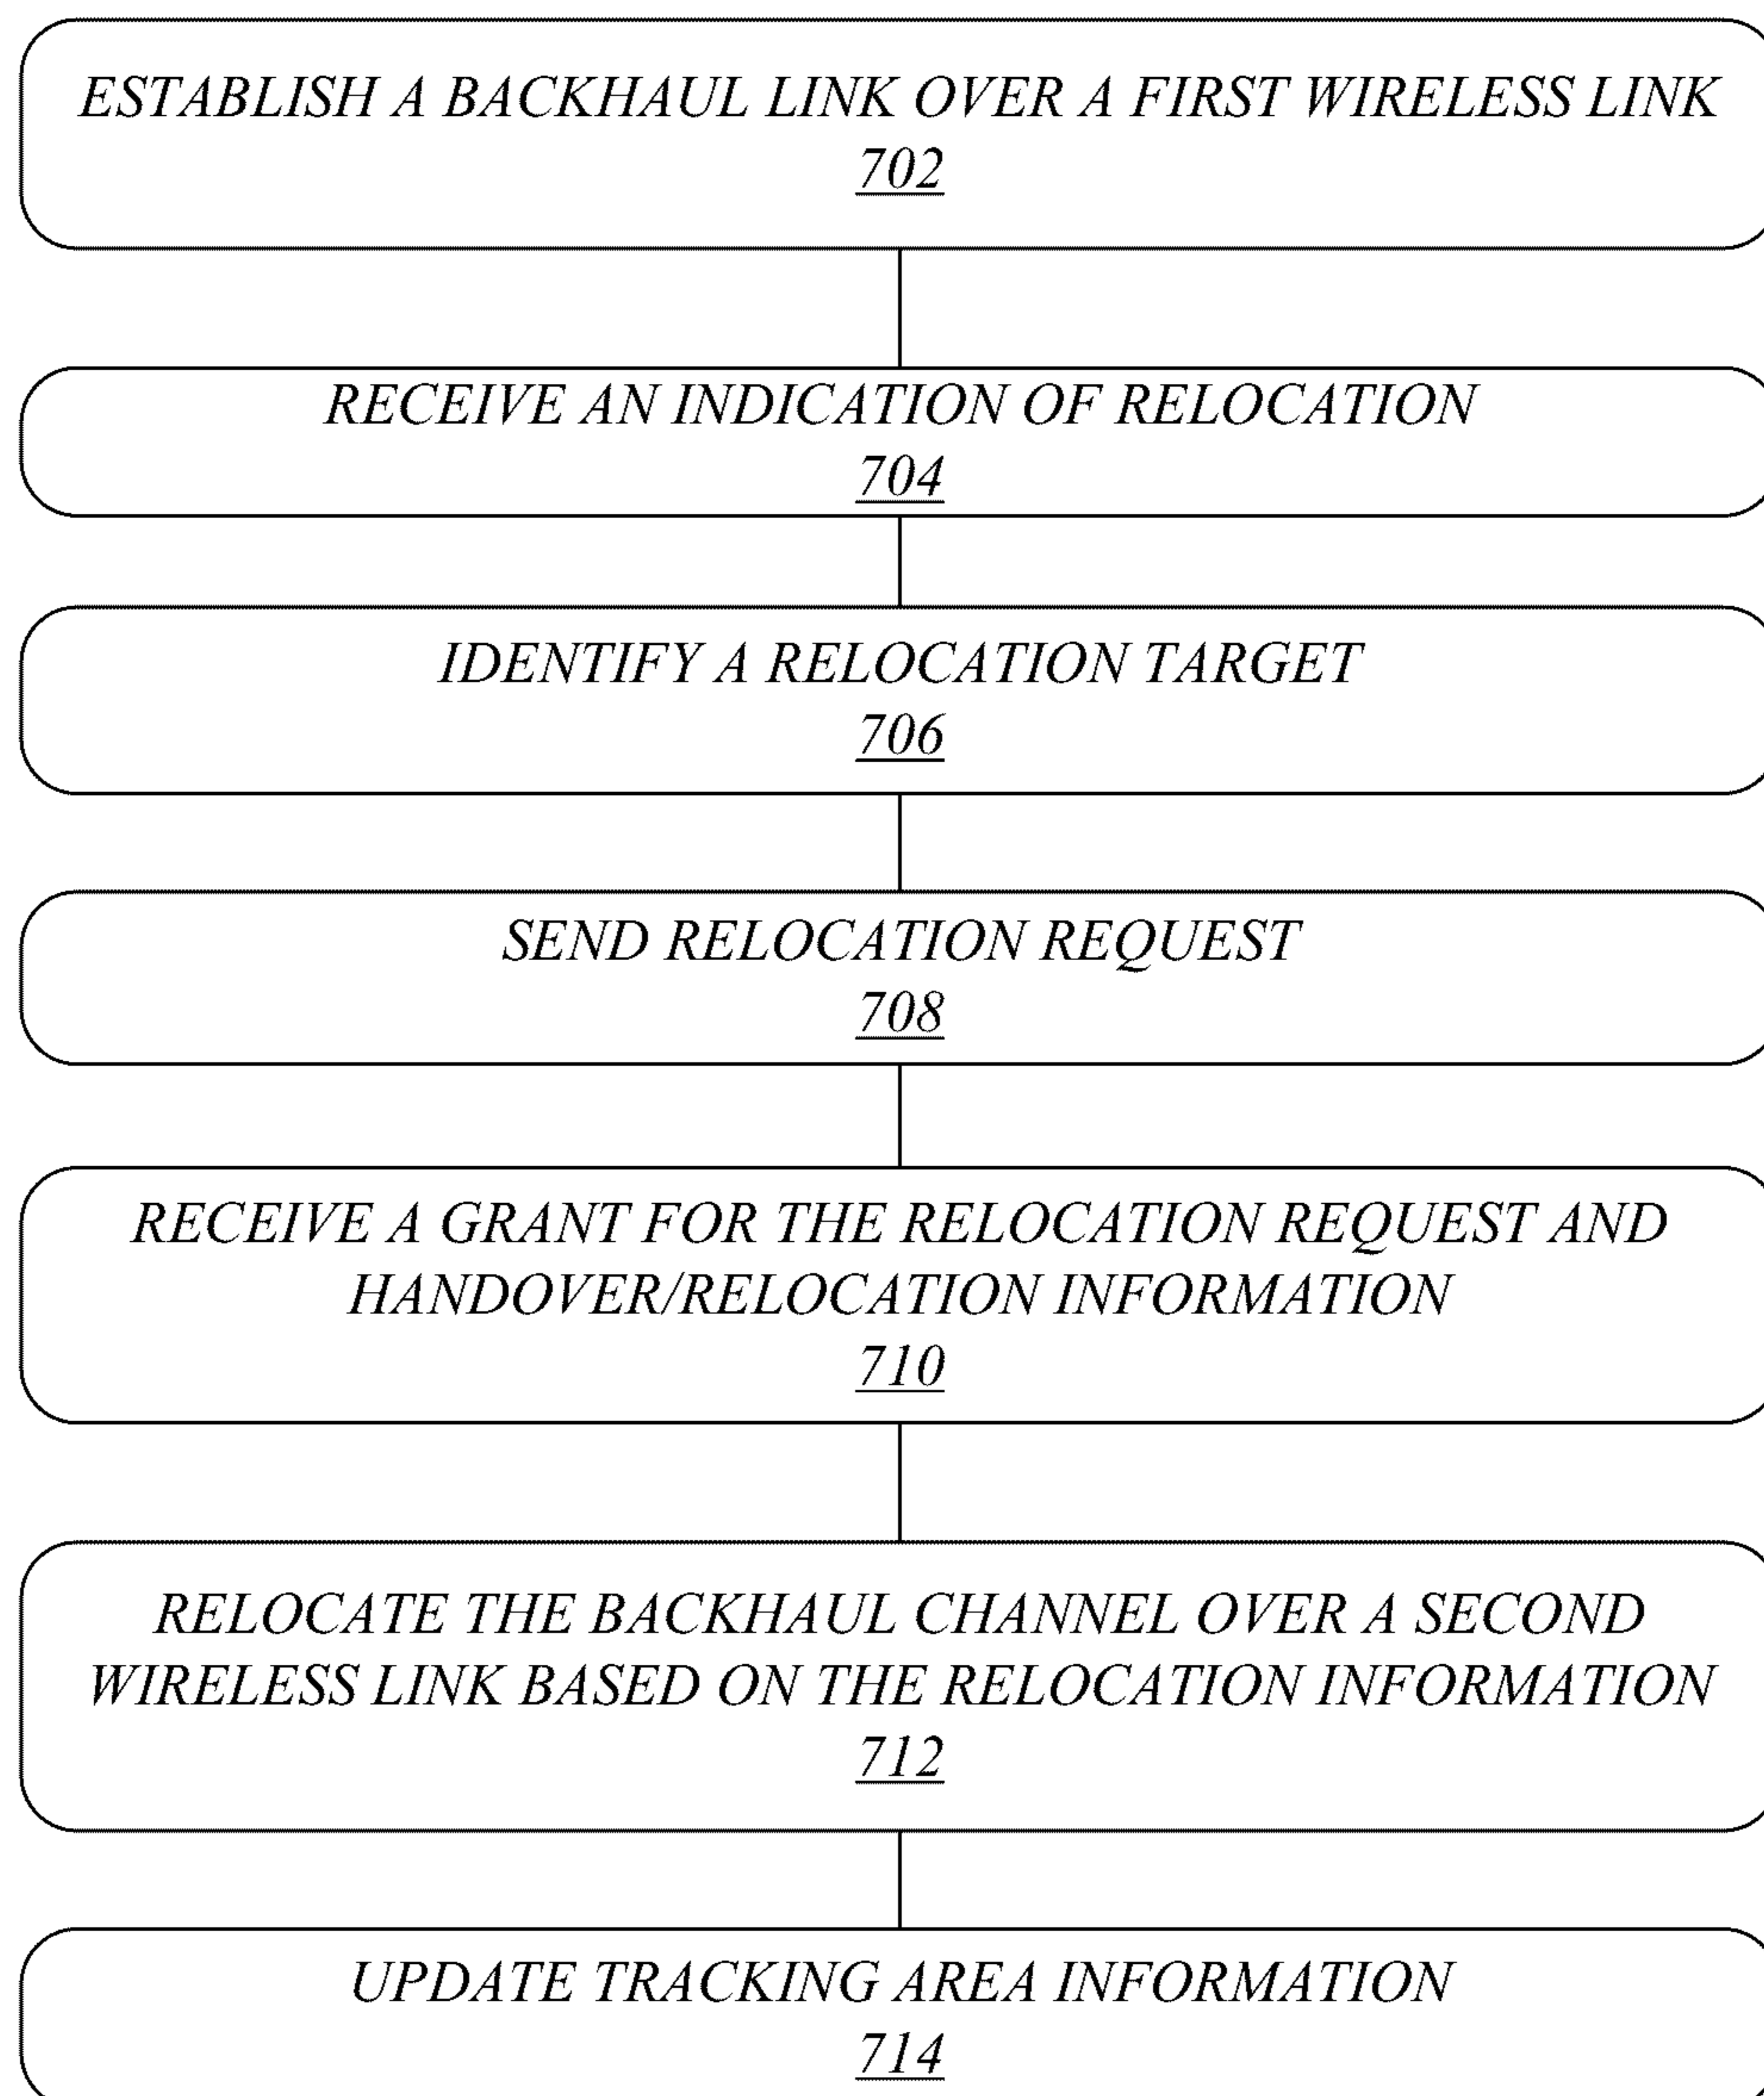 ESTABLISH A BACKHAUL LINK OVER A FIRST WIRELESS LINK
702
RECEIVE AN INDICATION OF RELOCATION
704
IDENTIFY A RELOCATION TARGET
706
SEND RELOCATION REQUEST
708
RECEIVE A GRANT FOR THE RELOCATION REQUEST AND
HANDOVER/RELOCATION INFORMATION
710
RELOCATE THE BACKHAUL CHANNEL OVER A SECOND
WIRELESS LINK BASED ON THE RELOCATION INFORMATION
712
UPDATE TRACKING AREA INFORMATION
714